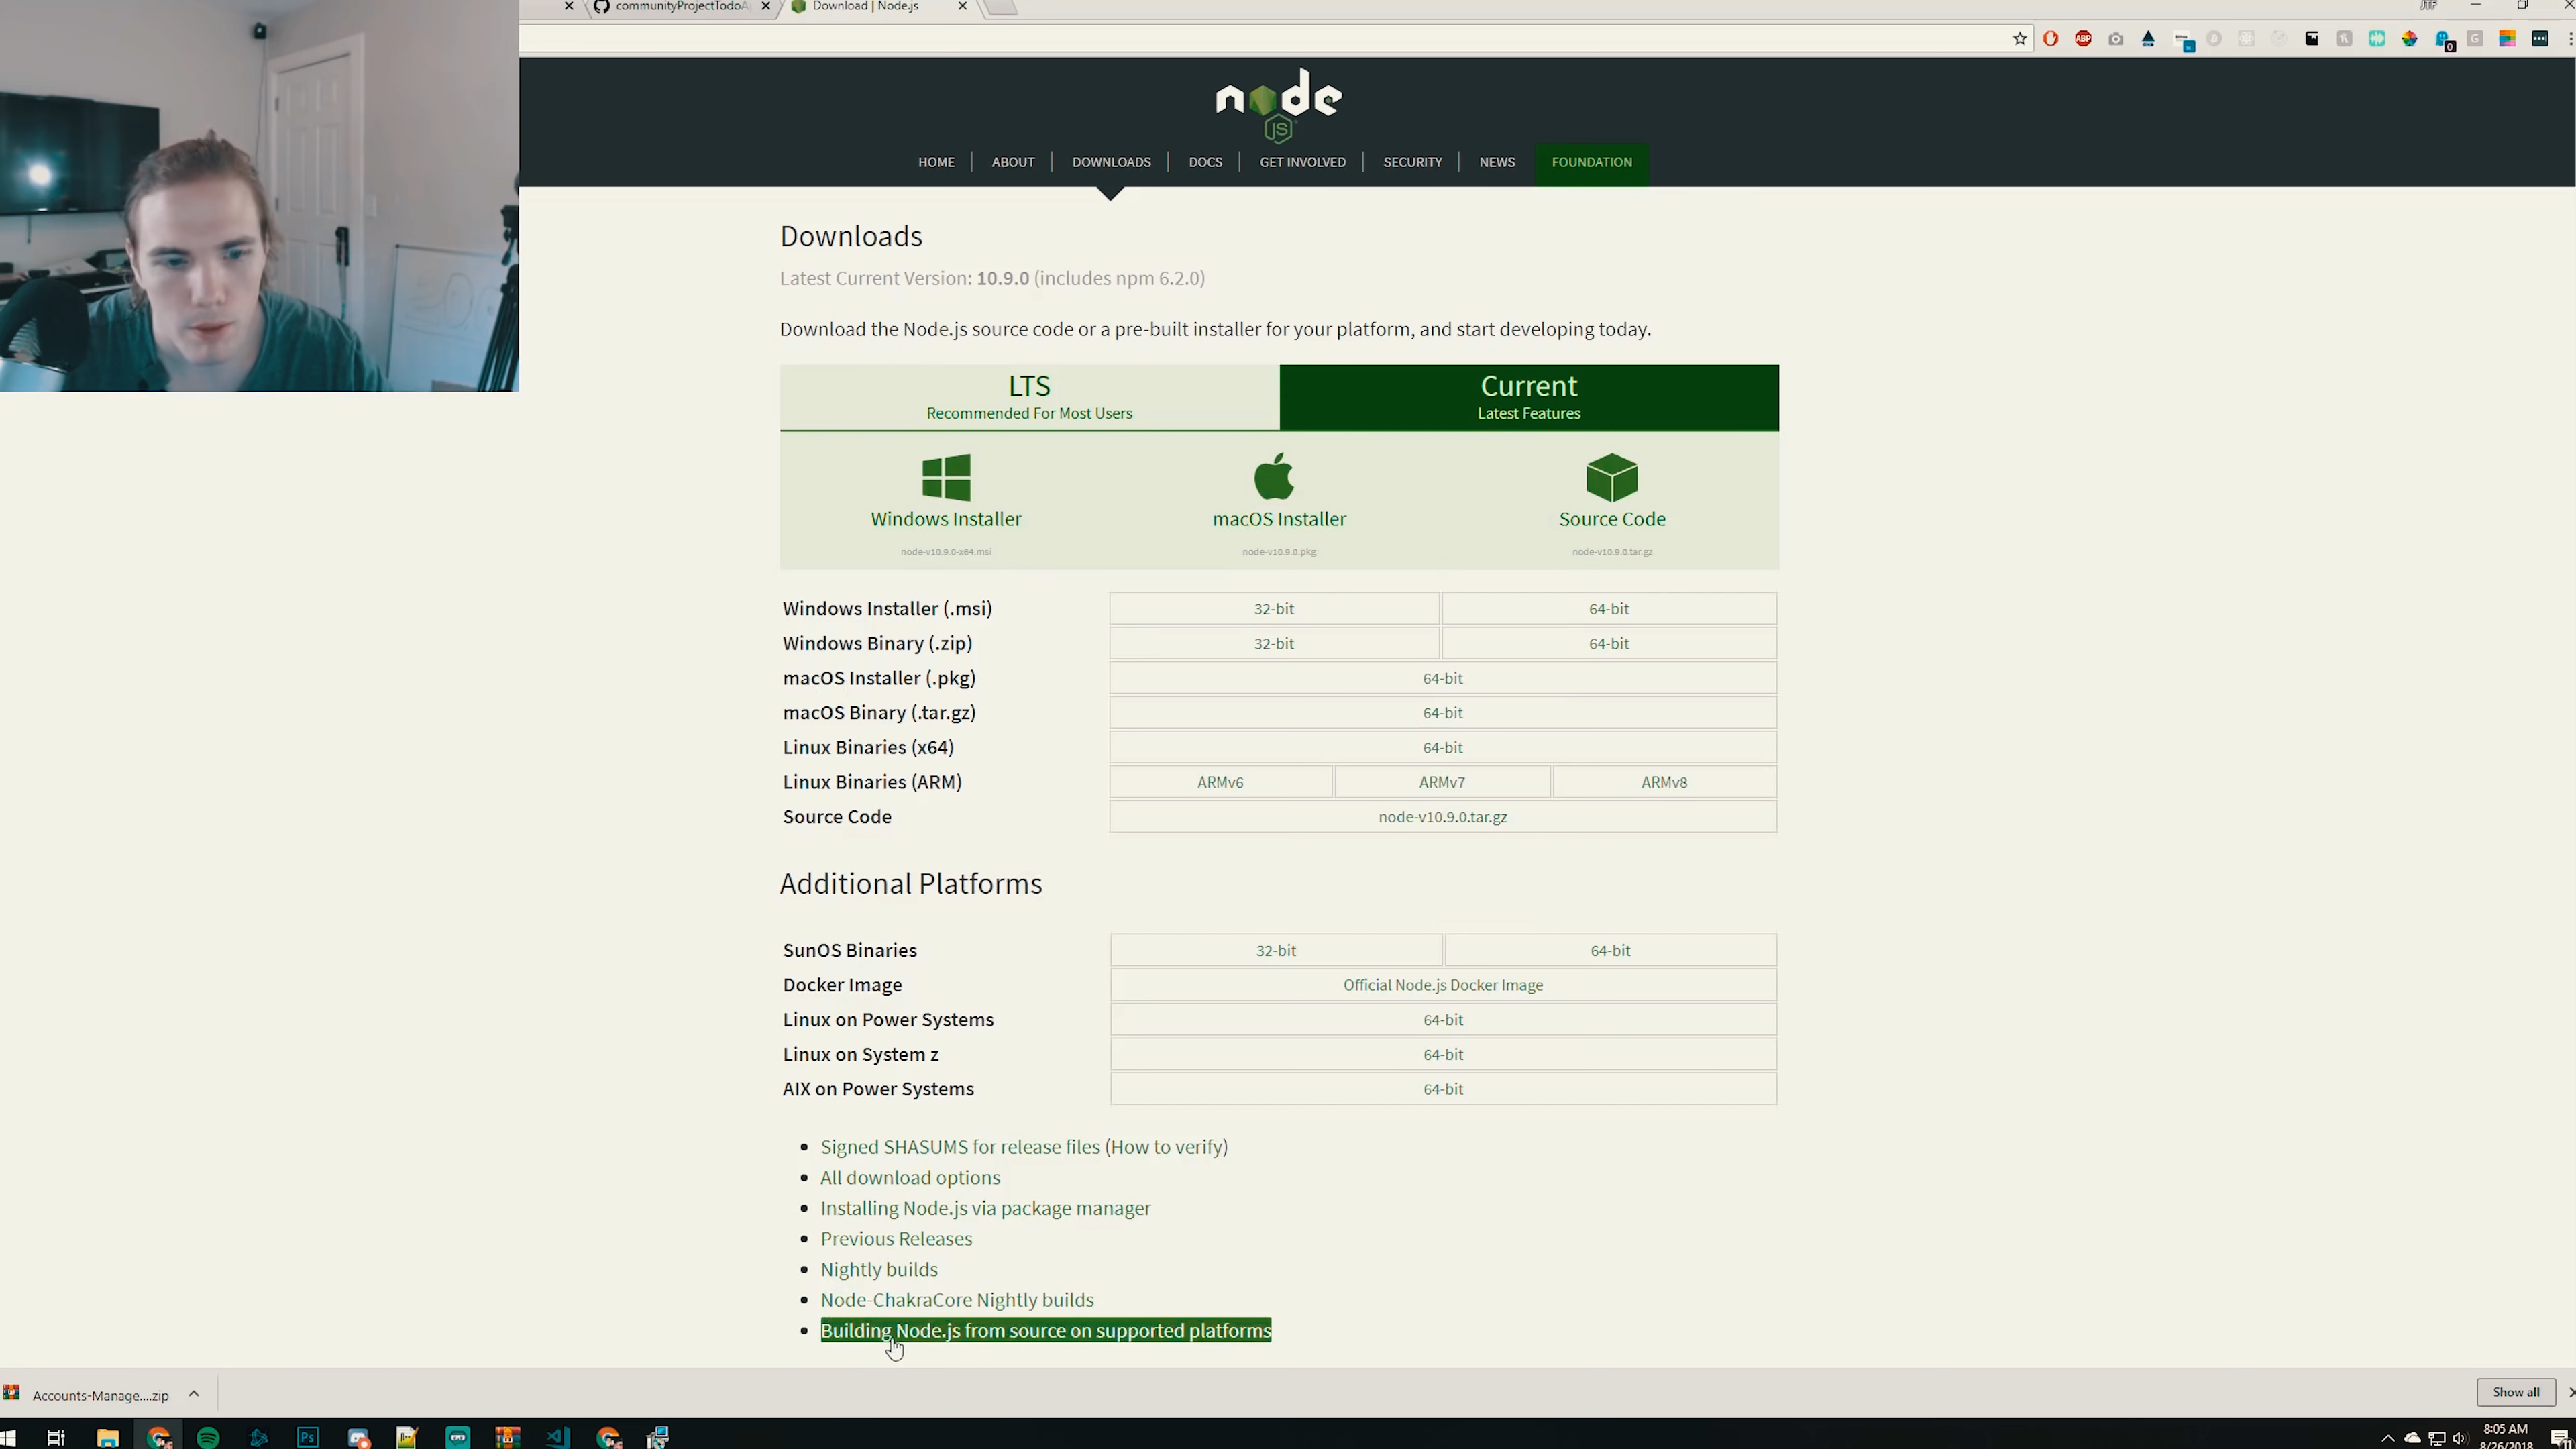 communityProjectTodoA
Download | Node.js
JTF
ABP
0
G
node
JS
HOME
ABOUT
DOWNLOADS
DOCS
GET INVOLVED
SECURITY
NEWS
FOUNDATION
Downloads
Latest Current Version: 10.9.0 (includes npm 6.2.0)
Download the Node.js source code or a pre-built installer for your platform, and start developing today.
LTS
Recommended For Most Users
Current
Latest Features
Windows Installer
node-v10.9.0-x64.msi
macOS Installer
node-v10.9.0.pkg
Source Code
node-v10.9.0.tar.gz
Windows Installer (.msi) 32-bit 64-bit
Windows Binary (.zip) 32-bit 64-bit
macOS Installer (.pkg) 64-bit
macOS Binary (.tar.gz) 64-bit
Linux Binaries (x64) 64-bit
Linux Binaries (ARM) ARMv6 ARMv7 ARMv8
Source Code node-v10.9.0.tar.gz
Additional Platforms
SunOS Binaries 32-bit 64-bit
Docker Image Official Node.js Docker Image
Linux on Power Systems 64-bit
Linux on System z 64-bit
AIX on Power Systems 64-bit
Signed SHASUMS for release files (How to verify)
All download options
Installing Node.js via package manager
Previous Releases
Nightly builds
Node-ChakraCore Nightly builds
Building Node.js from source on supported platforms
Accounts-Manage....zip
Show all
Ps
8:05 AM
8/26/2018